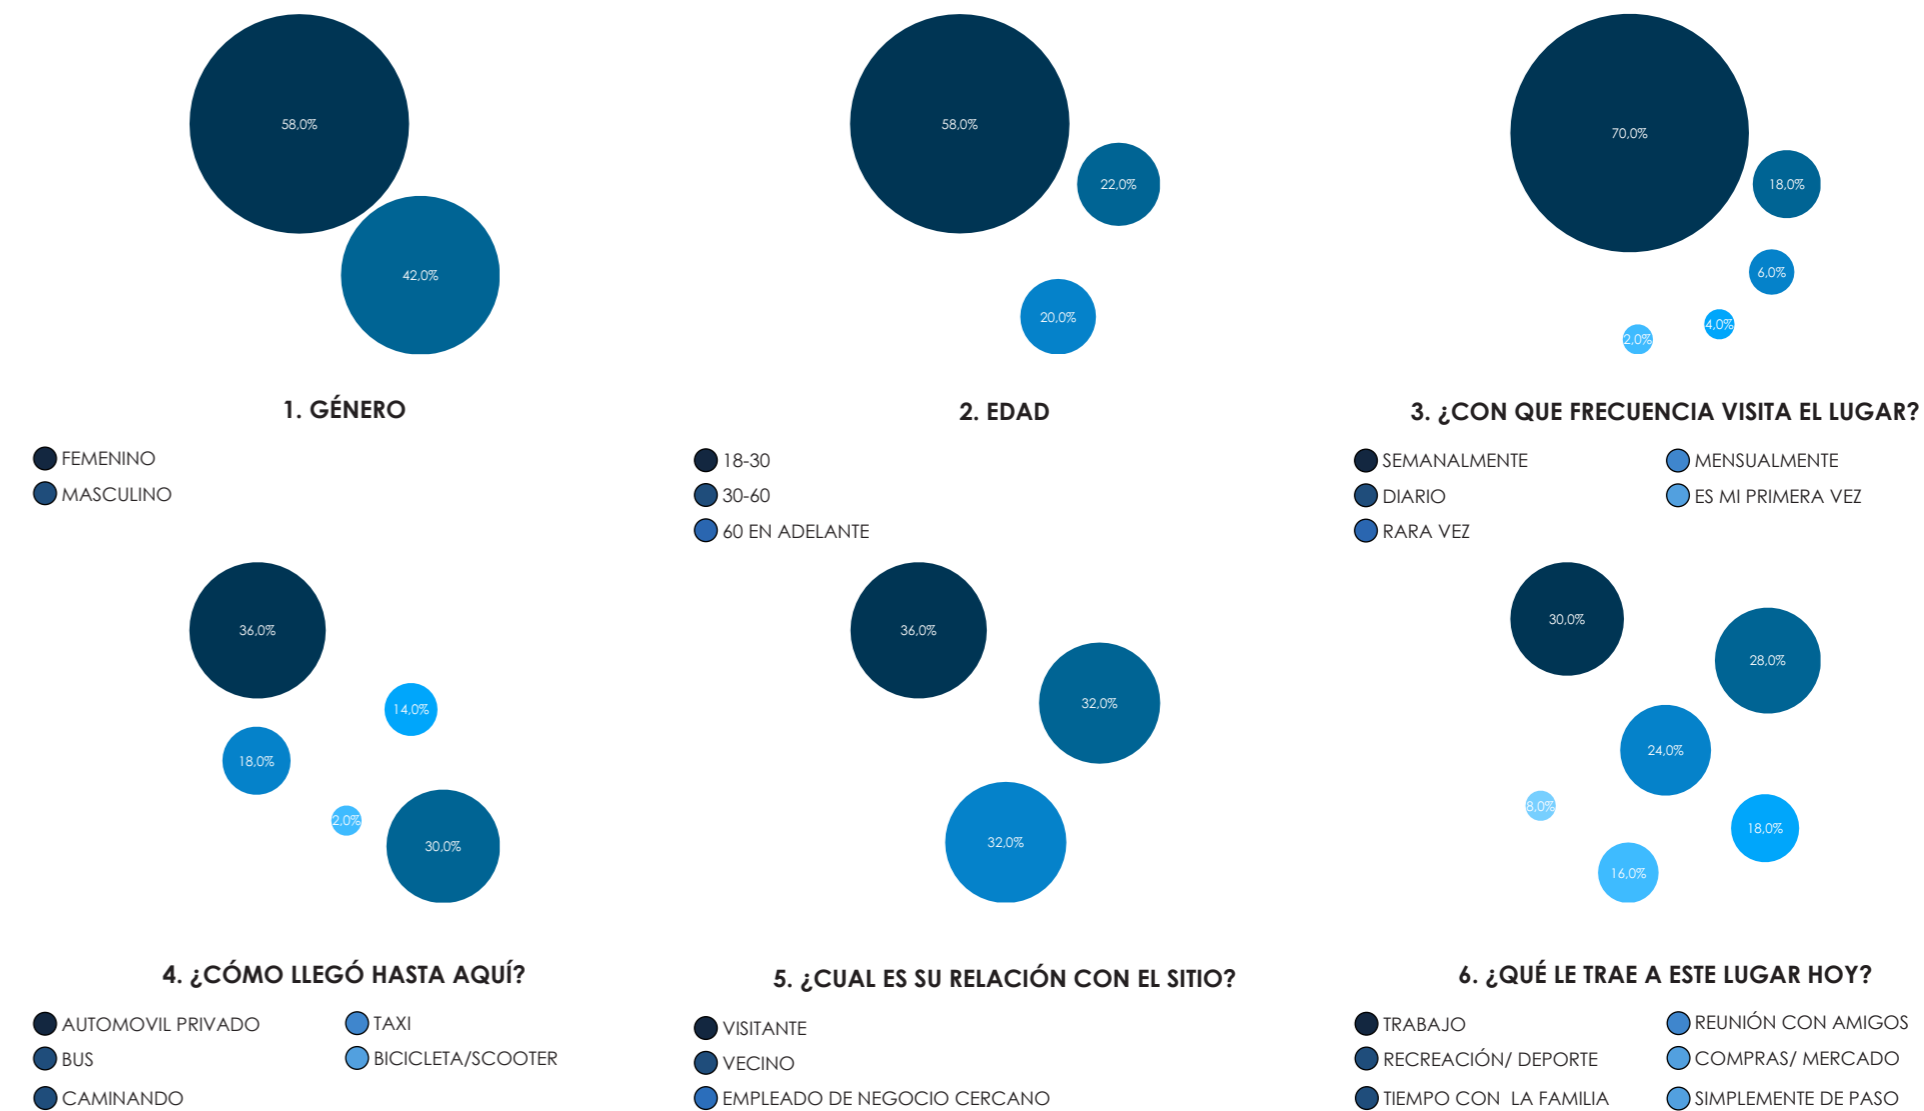 58,0%
42,0%
1. GÉNERO
FEMENINO
MASCULINO
58,0%
22,0%
20,0%
2. EDAD
18-30
30-60
60 EN ADELANTE
70,0%
18,0%
6,0%
4,0%
2,0%
3. ¿CON QUE FRECUENCIA VISITA EL LUGAR?
SEMANALMENTE
DIARIO
RARA VEZ
MENSUALMENTE
ES MI PRIMERA VEZ
36,0%
14,0%
18,0%
2,0%
30,0%
4. ¿CÓMO LLEGÓ HASTA AQUÍ?
AUTOMOVIL PRIVADO
BUS
CAMINANDO
TAXI
BICICLETA/SCOOTER
36,0%
32,0%
32,0%
5. ¿CUAL ES SU RELACIÓN CON EL SITIO?
VISITANTE
VECINO
EMPLEADO DE NEGOCIO CERCANO
30,0%
28,0%
24,0%
8,0%
18,0%
16,0%
6. ¿QUÉ LE TRAE A ESTE LUGAR HOY?
TRABAJO
RECREACIÓN/ DEPORTE
TIEMPO CON LA FAMILIA
REUNIÓN CON AMIGOS
COMPRAS/ MERCADO
SIMPLEMENTE DE PASO